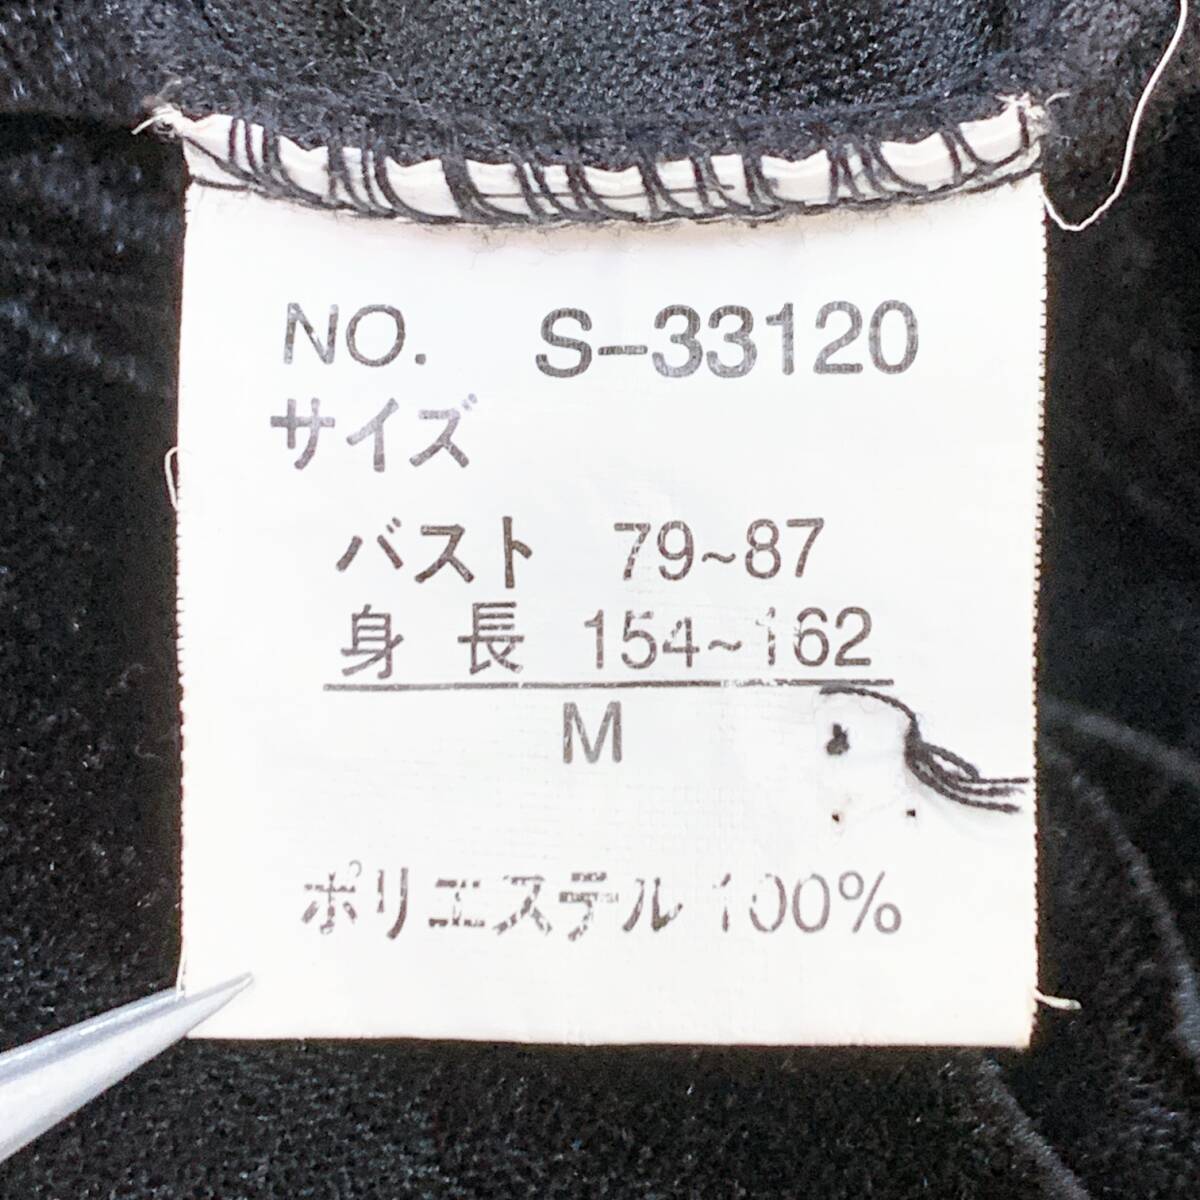 NO. S-33120
サイズ
バスト 79~87
身長 154~162
M
ポリエステル 100%